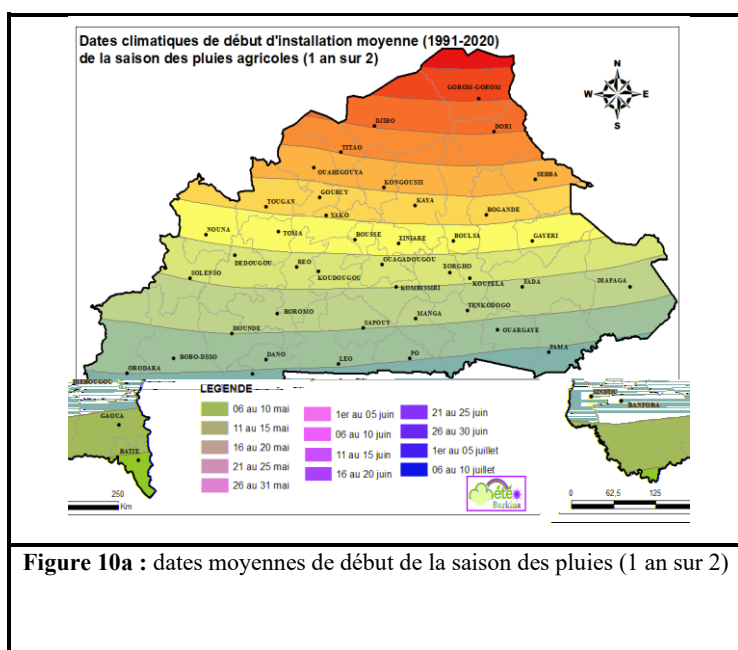 Dates climatiques de début d'installation moyenne (1991-2020)
de la saison des pluies agricoles (1 an sur 2)
N
W E
S
GOROM-GOROM
DJIBO
DORI
TITAO
OUAHIGOUYA
KONGOUSSI
SEBBA
GOURCY
TOUGAN
KAYA
BOGANDE
YAKO
NOUNA
TOMA
BOUSSE
ZINIARE
BOULSA
GAYERI
DEDOUGOU
REO
OUAGADOUGOU
SOLENSO
KOUDOUGOU
ZORGHO
KOUPELA
FADA
DIAPAGA
KOMBISSIRI
BOROMO
TENKODOGO
MANGA
HOUNDE
SAPOUY
OUARGAYE
BOBO-DSSO
DANO
LEO
PO
PAMA
ORODARA
DIEBOUGOU
GAOUA
BATIE
SINDOU
BANFORA
LEGENDE
06 au 10 mai
11 au 15 mai
16 au 20 mai
21 au 25 mai
26 au 31 mai
1er au 05 juin
06 au 10 juin
11 au 15 juin
16 au 20 juin
21 au 25 juin
26 au 30 juin
1er au 05 juillet
06 au 10 juillet
250
Km
météo
Burkina
0 62,5 125
Figure 10a : dates moyennes de début de la saison des pluies (1 an sur 2)